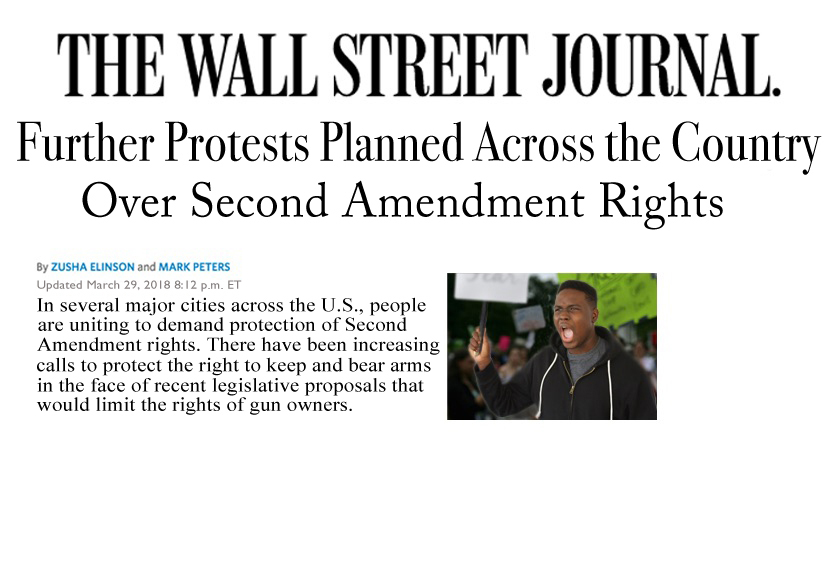 THE WALL STREET JOURNAL.
Further Protests Planned Across the Country
Over Second Amendment Rights
By ZUSHA ELINSON and MARK PETERS
Updated March 29, 2018 8:12 p.m. ET
In several major cities across the U.S., people
are uniting to demand protection of Second
Amendment rights. There have been increasing
calls to protect the right to keep and bear arms
in the face of recent legislative proposals that
would limit the rights of gun owners.